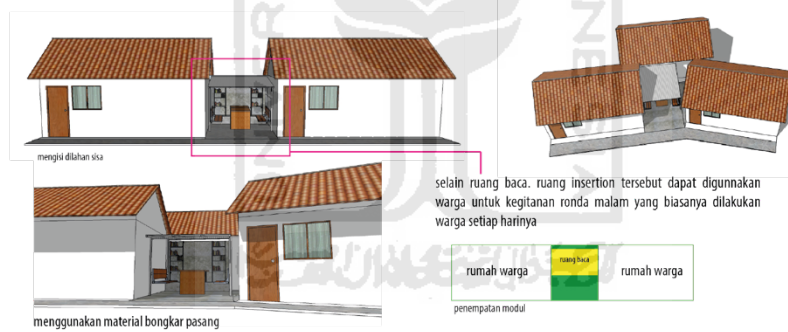 mengisi dilahan sisa
selain ruang baca. ruang insertion tersebut dapat digunnakan
warga untuk kegitanan ronda malam yang biasanya dilakukan
warga setiap harinya
rumah warga
ruang baca
rumah warga
penempatan modul
menggunakan material bongkar pasang